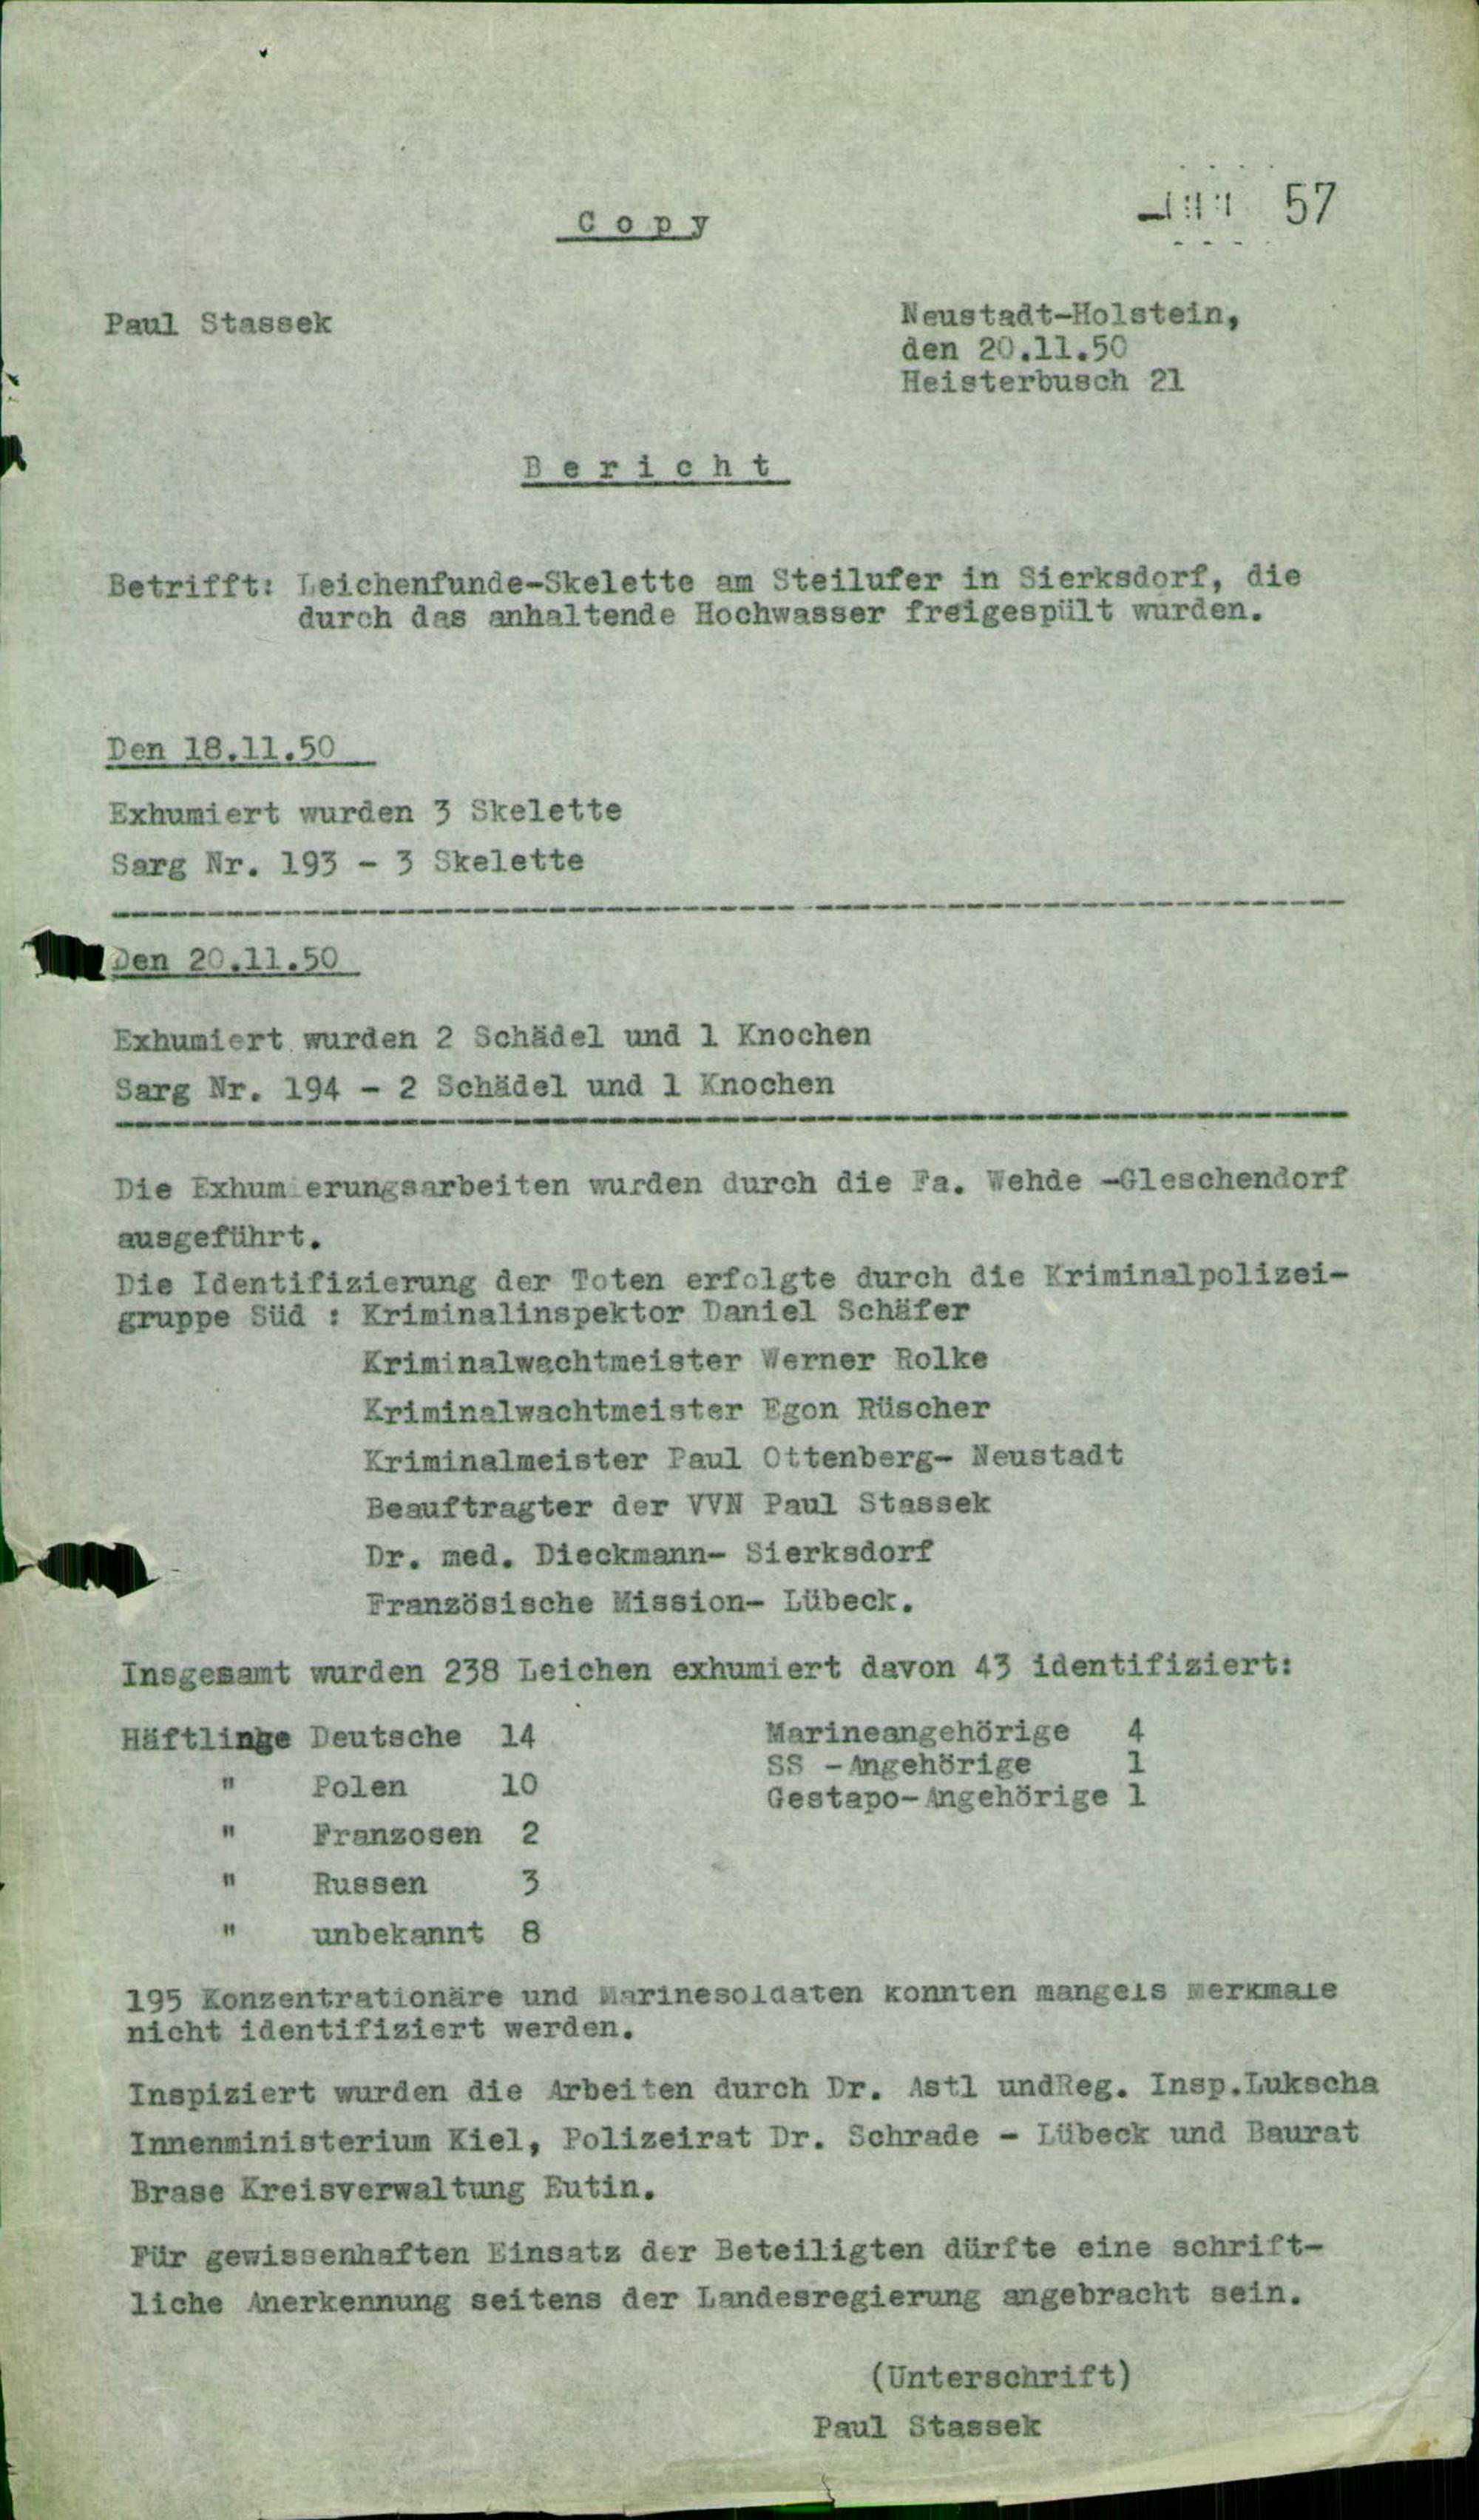 Copy
57
Paul Stassek
Neustadt-Holstein,
den 20.11.50
Heisterbusch 21
Bericht
Betrifft: Leichenfunde-Skelette am Steilufer in Sierksdorf, die
durch das anhaltende Hochwasser freigespült wurden.
Den 18.11.50
Exhumiert wurden 3 Skelette
Sarg Nr. 193 - 3 Skelette
Den 20.11.50
Exhumiert wurden 2 Schädel und 1 Knochen
Sarg Nr. 194 - 2 Schädel und 1 Knochen
Die Exhumierungsarbeiten wurden durch die Fa. Wehde -Gleschendorf
ausgeführt.
Die Identifizierung der Toten erfolgte durch die Kriminalpolizei-
gruppe Süd : Kriminalinspektor Daniel Schäfer
Kriminalwachtmeister Werner Rolke
Kriminalwachtmeister Egon Rüscher
Kriminalmeister Paul Ottenberg- Neustadt
Beauftragter der VVN Paul Stassek
Dr. med. Dieckmann- Sierksdorf
Französische Mission- Lübeck.
Insgesamt wurden 238 Leichen exhumiert davon 43 identifiziert:
Häftlinge Deutsche 14 Marineangehörige 4
SS -Angehörige 1
" Polen 10 Gestapo-Angehörige 1
" Franzosen 2
" Russen 3
" unbekannt 8
195 Konzentrationäre und Marinesoldaten konnten mangels Merkmale
nicht identifiziert werden.
Inspiziert wurden die Arbeiten durch Dr. Astl undReg. Insp.Lukscha
Innenministerium Kiel, Polizeirat Dr. Schrade - Lübeck und Baurat
Brase Kreisverwaltung Eutin.
Für gewissenhaften Einsatz der Beteiligten dürfte eine schrift-
liche Anerkennung seitens der Landesregierung angebracht sein.
(Unterschrift)
Paul Stassek